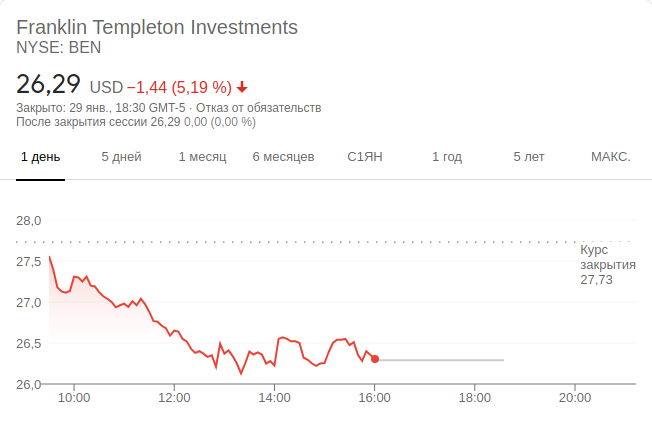 Franklin Templeton Investments
NYSE: BEN
26,29 USD −1,44 (5,19 %)
Закрыто: 29 янв., 18:30 GMT-5 · Отказ от обязательств
После закрытия сессии 26,29 0,00 (0,00 %)
1 день 5 дней 1 месяц 6 месяцев С1ЯН 1 год 5 лет МАКС.
28,0
Курс
закрытия
27,73
27,5
27,0
26,5
26,0
10:00 12:00 14:00 16:00 18:00 20:00